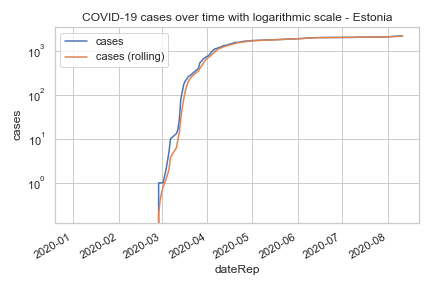 COVID-19 cases over time with logarithmic scale - Estonia
cases
cases (rolling)
10³
10²
10¹
10⁰
cases
2020-01
2020-02
2020-03
2020-04
2020-05
2020-06
2020-07
2020-08
dateRep